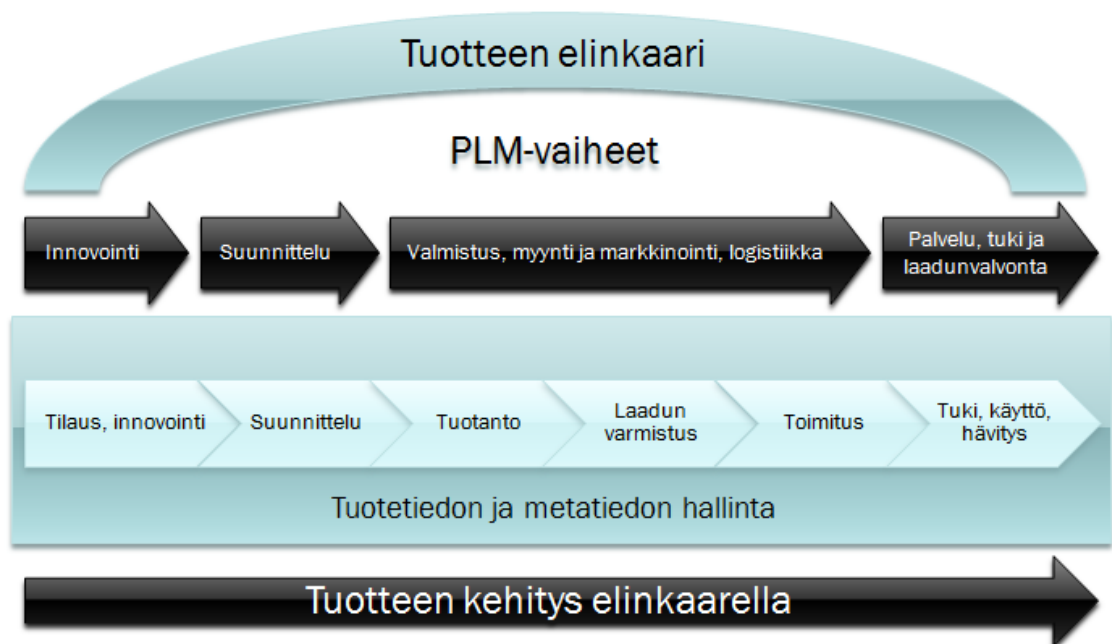 Tuotteen elinkaari
PLM-vaiheet
Innovointi
Suunnittelu
Valmistus, myynti ja markkinointi, logistiikka
Palvelu, tuki ja
laadunvalvonta
Tilaus, innovointi
Suunnittelu
Tuotanto
Laadun
varmistus
Toimitus
Tuki, käyttö,
hävitys
Tuotetiedon ja metatiedon hallinta
Tuotteen kehitys elinkaarella